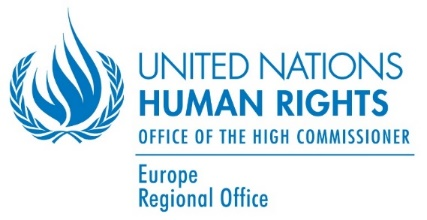 UNITED NATIONS
HUMAN RIGHTS
OFFICE OF THE HIGH COMMISSIONER
Europe
Regional Office